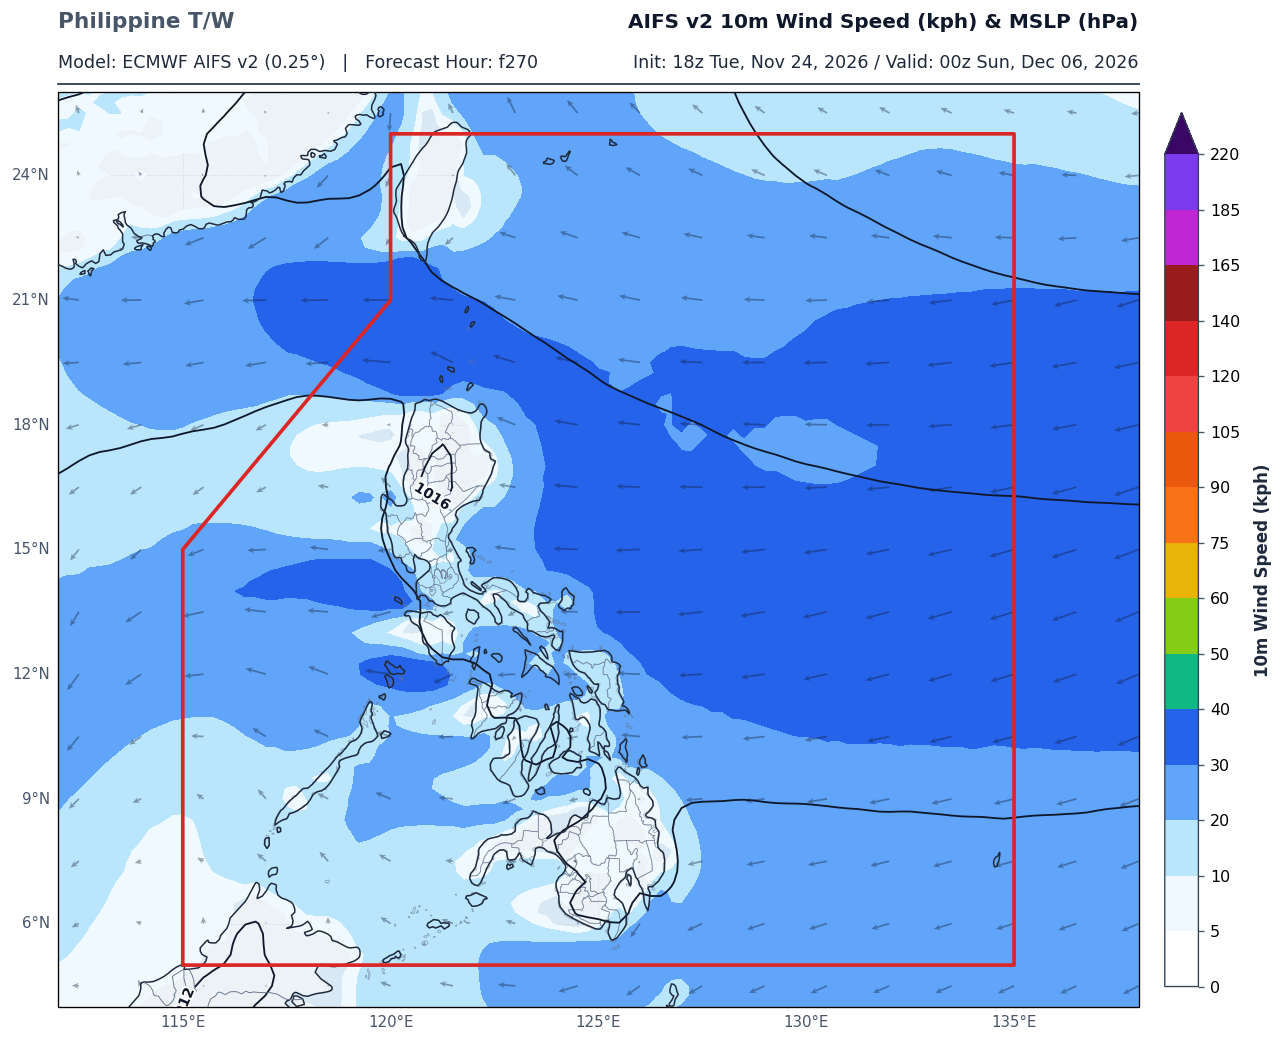 Philippine T/W
AIFS v2 10m Wind Speed (kph) & MSLP (hPa)
Model: ECMWF AIFS v2 (0.25°) | Forecast Hour: f270
Init: 18z Tue, Nov 24, 2026 / Valid: 00z Sun, Dec 06, 2026
24°N
21°N
18°N
15°N
12°N
9°N
6°N
1016
12
115°E
120°E
125°E
130°E
135°E
220
185
165
140
120
105
90
75
60
50
40
30
20
10
5
0
10m Wind Speed (kph)